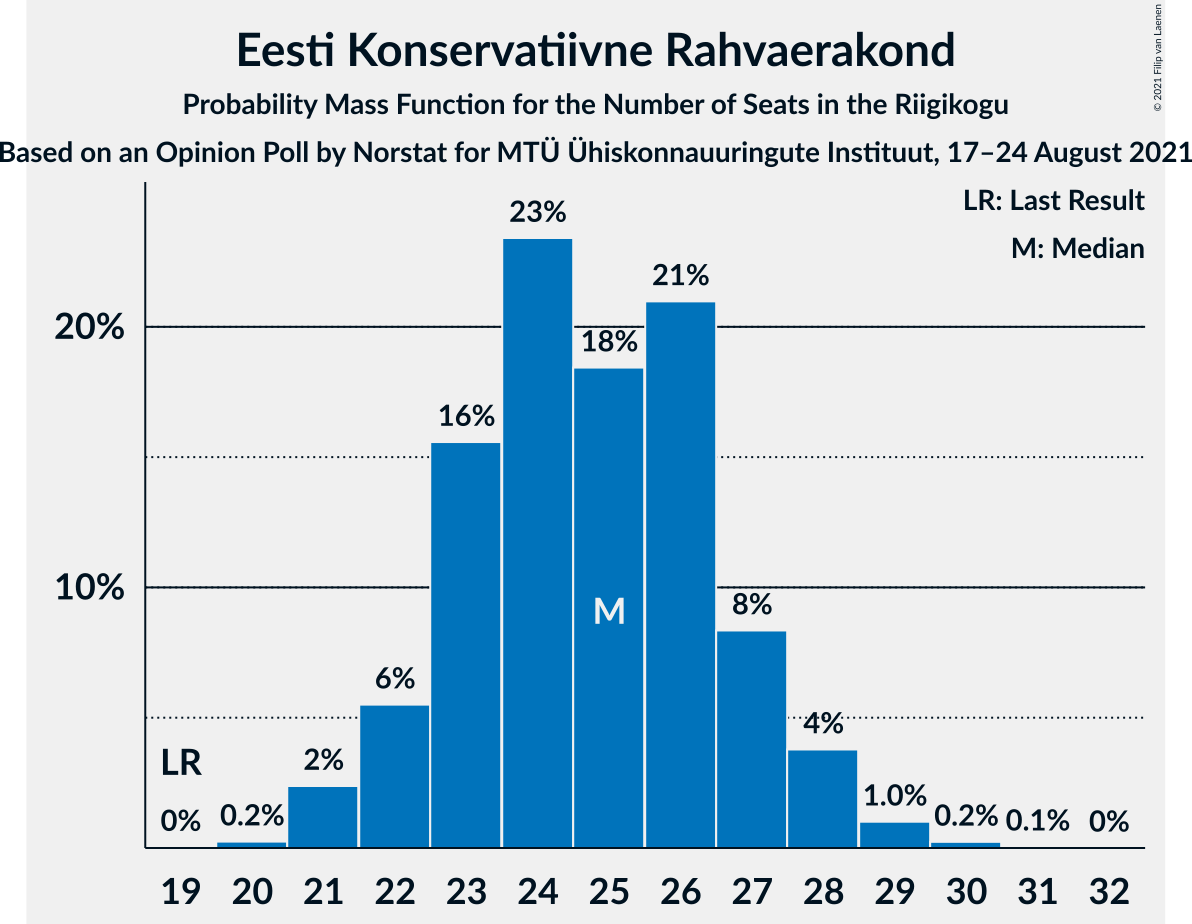 Eesti Konservatiivne Rahvaerakond
Probability Mass Function for the Number of Seats in the Riigikogu
Based on an Opinion Poll by Norstat for MTÜ Ühiskonnauuringute Instituut, 17–24 August 2021
© 2021 Filip van Laenen
LR: Last Result
M: Median
23%
21%
20%
18%
16%
10%
8%
M
6%
4%
LR
2%
1.0%
0% 0.2% 0.2% 0.1% 0%
19 20 21 22 23 24 25 26 27 28 29 30 31 32